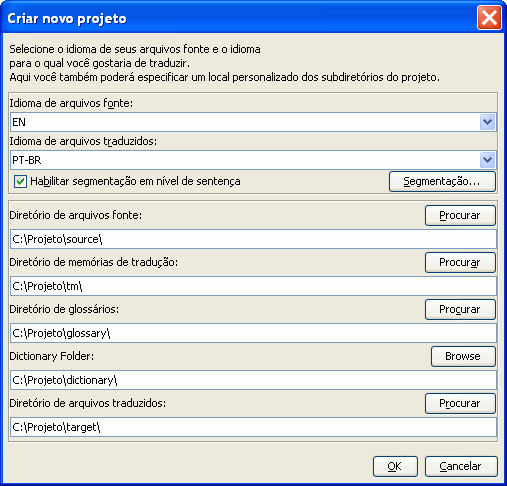 Criar novo projeto
Selecione o idioma de seus arquivos fonte e o idioma
para o qual você gostaria de traduzir.
Aqui você também poderá especificar um local personalizado dos subdiretórios do projeto.
Idioma de arquivos fonte:
EN
Idioma de arquivos traduzidos:
PT-BR
Habilitar segmentação em nível de sentença
Segmentação...
Diretório de arquivos fonte:
Procurar
C:\Projeto\source\
Diretório de memórias de tradução:
Procurar
C:\Projeto\tm\
Diretório de glossários:
Procurar
C:\Projeto\glossary\
Dictionary Folder:
Browse
C:\Projeto\dictionary\
Diretório de arquivos traduzidos:
Procurar
C:\Projeto\target\
OK
Cancelar